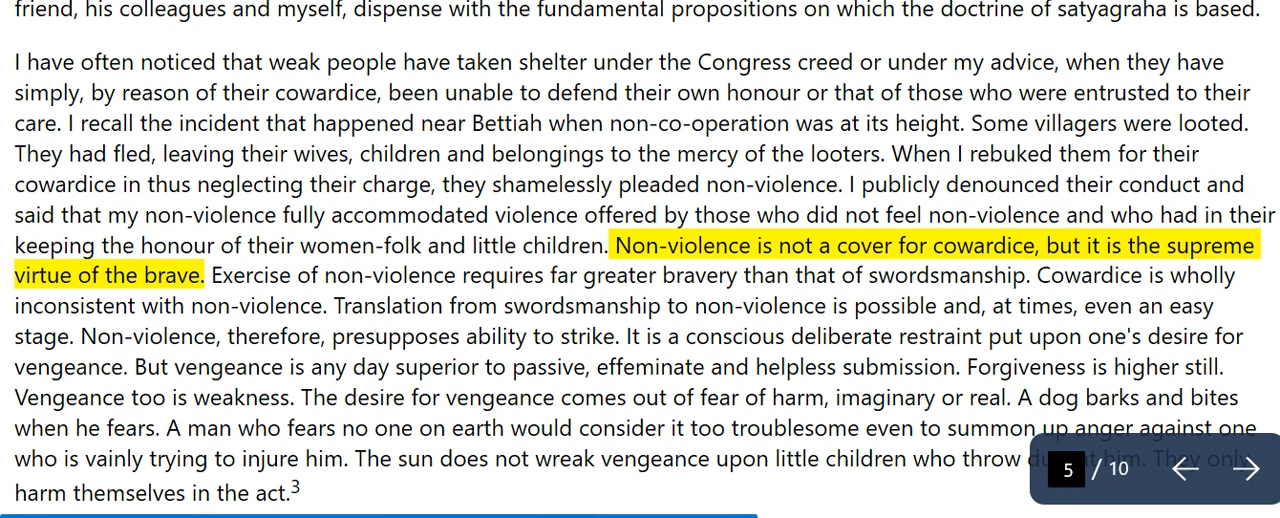 friend, his colleagues and myself, dispense with the fundamental propositions on which the doctrine of satyagraha is based.
I have often noticed that weak people have taken shelter under the Congress creed or under my advice, when they have
simply, by reason of their cowardice, been unable to defend their own honour or that of those who were entrusted to their
care. I recall the incident that happened near Bettiah when non-co-operation was at its height. Some villagers were looted.
They had fled, leaving their wives, children and belongings to the mercy of the looters. When I rebuked them for their
cowardice in thus neglecting their charge, they shamelessly pleaded non-violence. I publicly denounced their conduct and
said that my non-violence fully accommodated violence offered by those who did not feel non-violence and who had in their
keeping the honour of their women-folk and little children. Non-violence is not a cover for cowardice, but it is the supreme
virtue of the brave. Exercise of non-violence requires far greater bravery than that of swordsmanship. Cowardice is wholly
inconsistent with non-violence. Translation from swordsmanship to non-violence is possible and, at times, even an easy
stage. Non-violence, therefore, presupposes ability to strike. It is a conscious deliberate restraint put upon one's desire for
vengeance. But vengeance is any day superior to passive, effeminate and helpless submission. Forgiveness is higher still.
Vengeance too is weakness. The desire for vengeance comes out of fear of harm, imaginary or real. A dog barks and bites
when he fears. A man who fears no one on earth would consider it too troublesome even to summon up anger against one
who is vainly trying to injure him. The sun does not wreak vengeance upon little children who throw dust at him. They only
harm themselves in the act.3
5 / 10 ← →